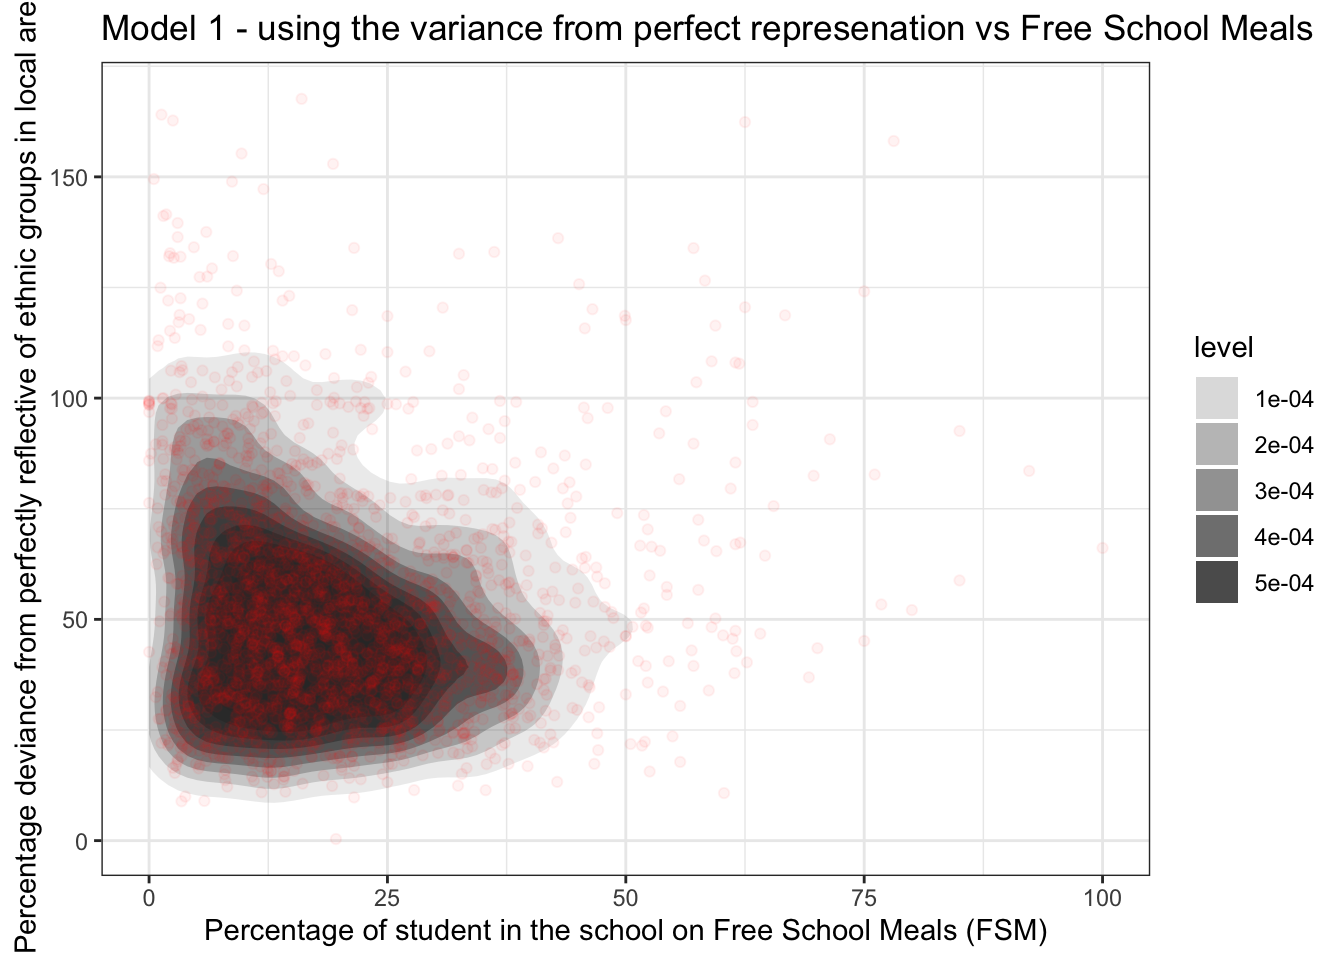 Model 1 - using the variance from perfect represenation vs Free School Meals
Percentage deviance from perfectly reflective of ethnic groups in local are
150
100
50
0
0 25 50 75 100
Percentage of student in the school on Free School Meals (FSM)
level
1e-04
2e-04
3e-04
4e-04
5e-04